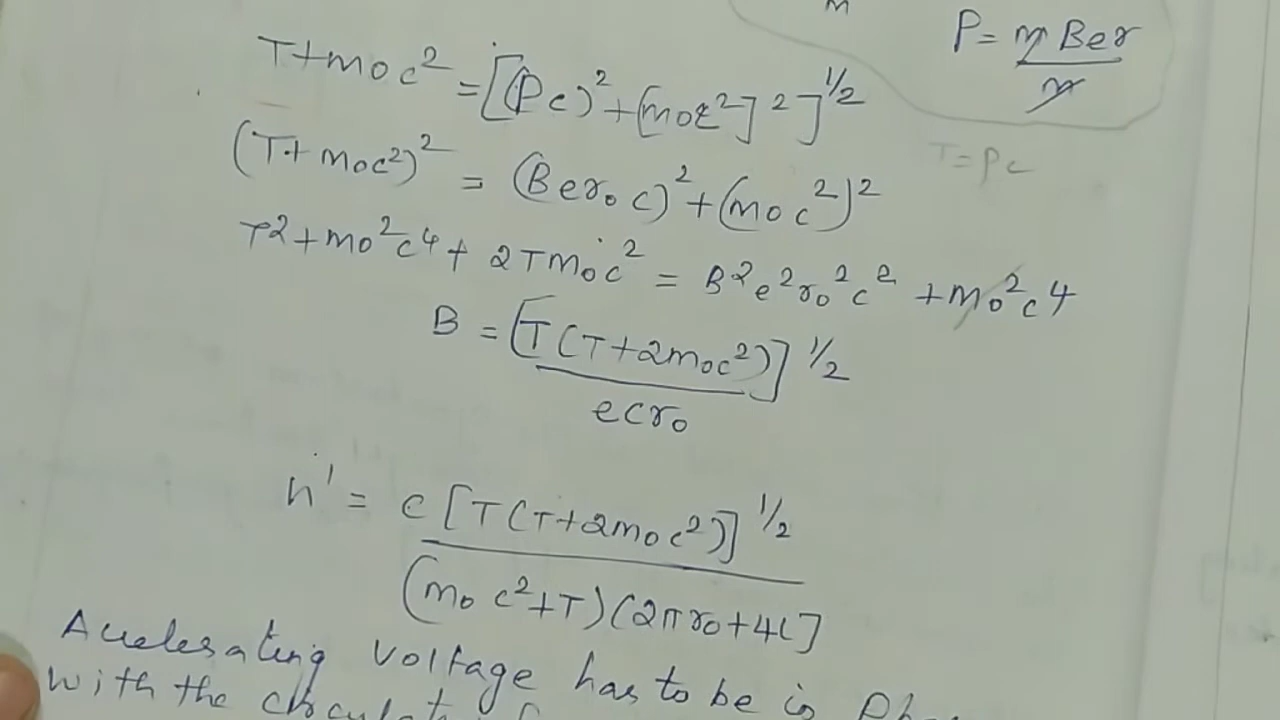 m
P = m Ber / m
T+m₀c² = [(Pc)²+(m₀c²]²]^1/2
T=Pc
(T+m₀c²)² = (Ber₀c)²+(m₀c²)²
T²+m₀²c⁴+2Tm₀c² = B²e²r₀²c²+m₀²c⁴
B = [T(T+2m₀c²)]^1/2 / ecr₀
n' = c[T(T+2m₀c²)]^1/2 / (m₀c²+T)(2πr₀+4l]
Accelerating voltage has to be in
with the